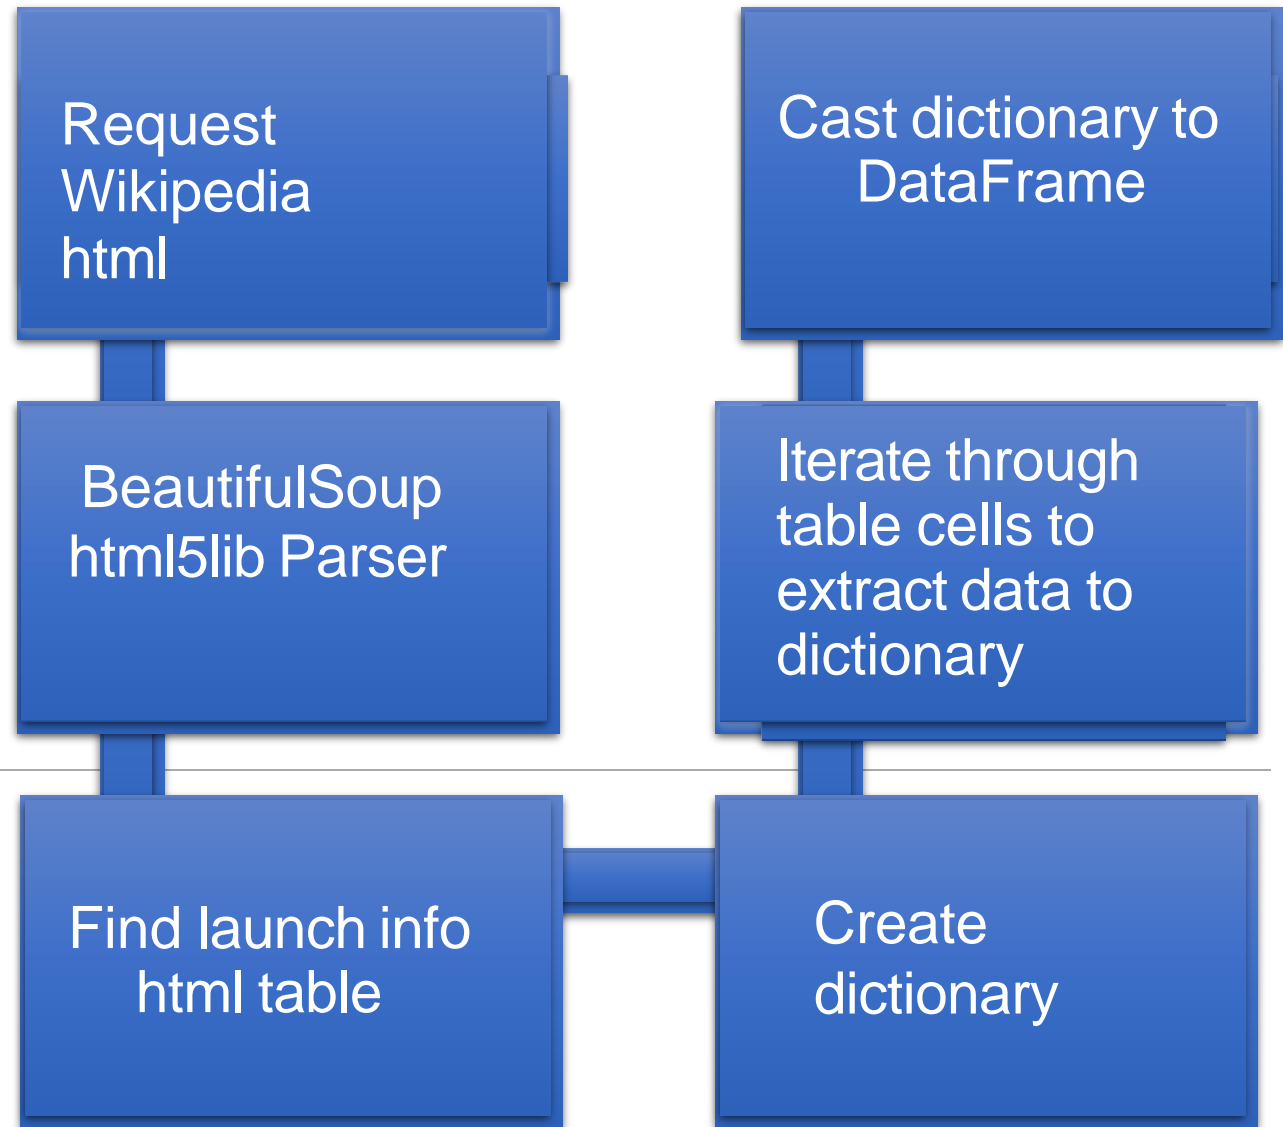 Request
Wikipedia
html
BeautifulSoup
html5lib Parser
Find launch info
html table
Create
dictionary
Iterate through
table cells to
extract data to
dictionary
Cast dictionary to
DataFrame